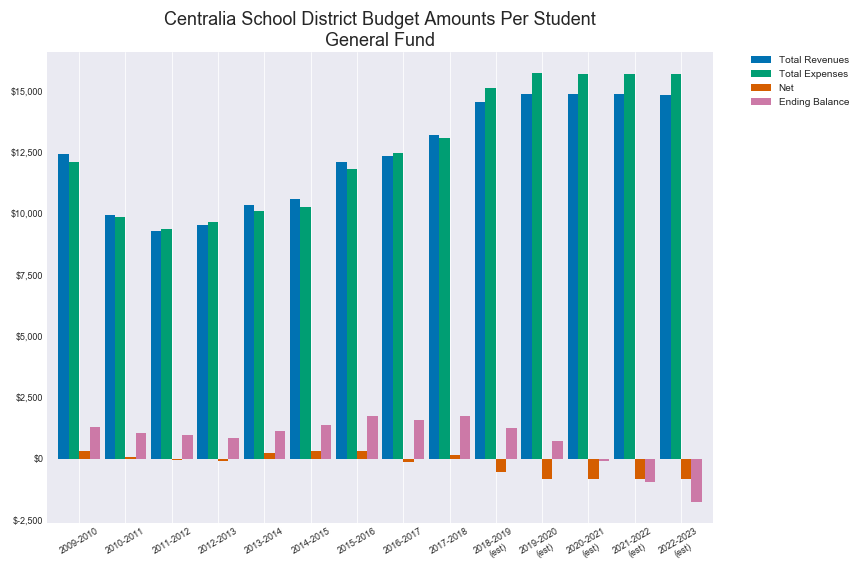 Centralia School District Budget Amounts Per Student
General Fund
Total Revenues
Total Expenses
Net
Ending Balance
$15,000
$12,500
$10,000
$7,500
$5,000
$2,500
$0
$-2,500
2009-2010
2010-2011
2011-2012
2012-2013
2013-2014
2014-2015
2015-2016
2016-2017
2017-2018
2018-2019
(est)
2019-2020
(est)
2020-2021
(est)
2021-2022
(est)
2022-2023
(est)